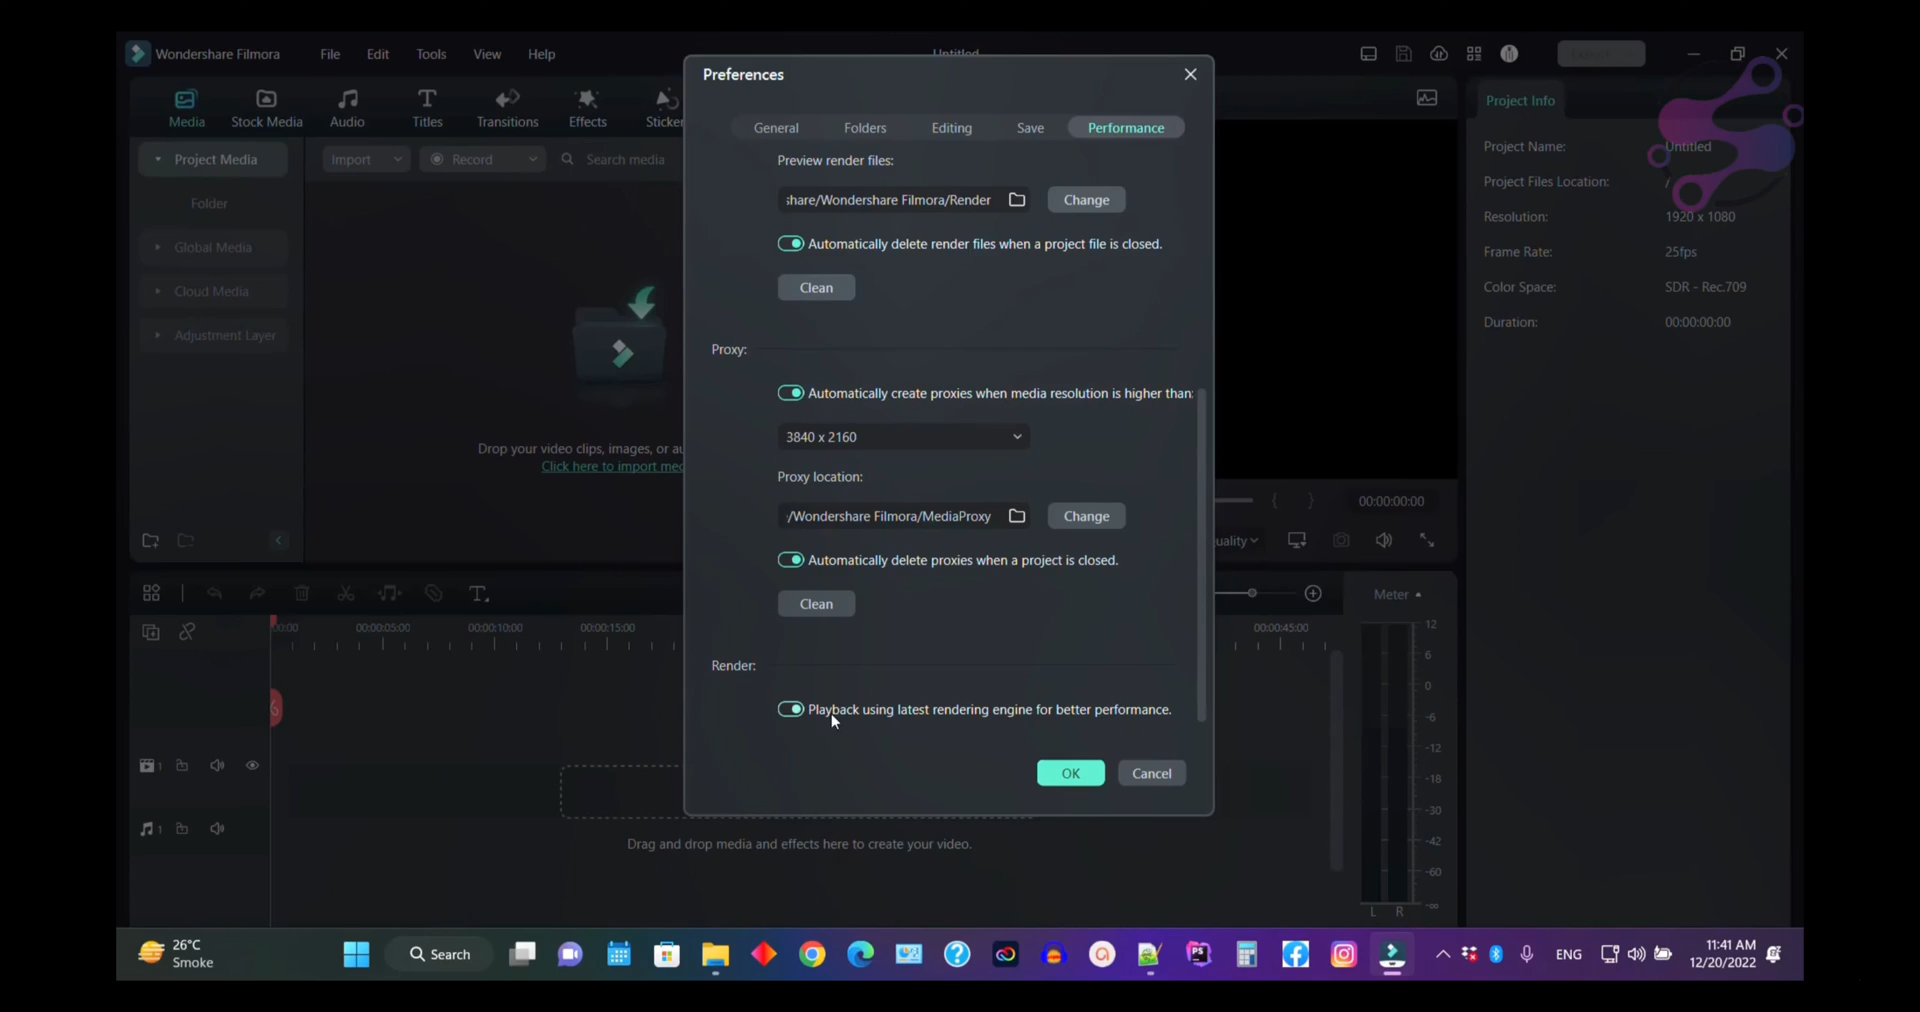 Wondershare Filmora File Edit Tools View Help
Untitled
Media Stock Media Audio Titles Transitions Effects Sticker
Project Media
Folder
Global Media
Cloud Media
Adjustment Layer
Import
Record
Search media
Drop your video clips, images, or au
Click here to import med
Preferences
General Folders Editing Save Performance
Preview render files:
share/Wondershare Filmora/Render Change
Automatically delete render files when a project file is closed.
Clean
Proxy:
Automatically create proxies when media resolution is higher than:
3840 x 2160
Proxy location:
/Wondershare Filmora/MediaProxy Change
Automatically delete proxies when a project is closed.
Clean
Render:
Playback using latest rendering engine for better performance.
OK Cancel
Project Info
Project Name: Untitled
Project Files Location: /
Resolution: 1920 x 1080
Frame Rate: 25fps
Color Space: SDR - Rec.709
Duration: 00:00:00:00
{ } 00:00:00:00
uality
Meter
00:00 00:00:05:00 00:00:10:00 00:00:15:00 00:00:45:00
12
6
0
-6
-12
-18
-30
-42
-60
-∞
L R
1
1
Drag and drop media and effects here to create your video.
26°C
Smoke
Search
PS
ENG
11:41 AM
12/20/2022